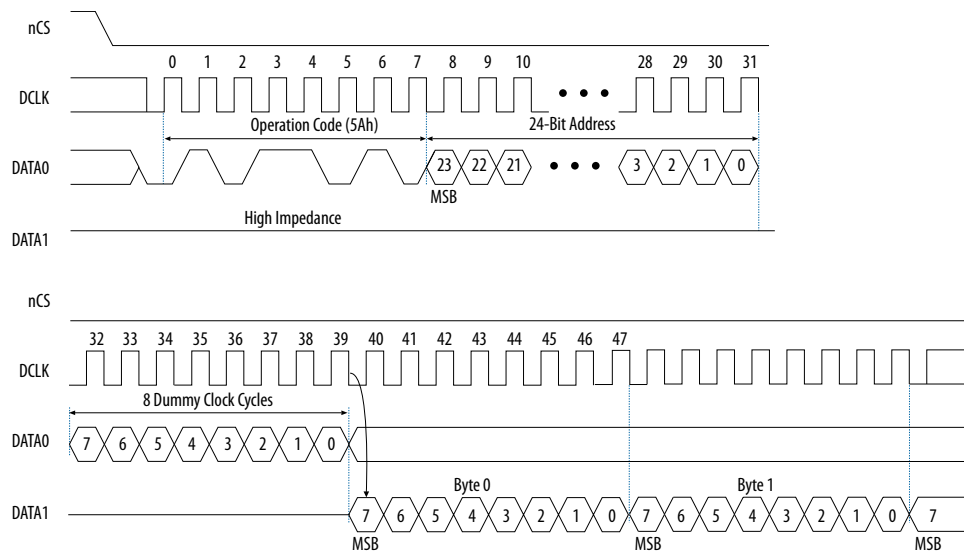 nCS
0 1 2 3 4 5 6 7 8 9 10 28 29 30 31
DCLK
Operation Code (5Ah) 24-Bit Address
DATA0 23 22 21 3 2 1 0
MSB
High Impedance
DATA1
nCS
32 33 34 35 36 37 38 39 40 41 42 43 44 45 46 47
DCLK
8 Dummy Clock Cycles
DATA0 7 6 5 4 3 2 1 0
Byte 0 Byte 1
DATA1 7 6 5 4 3 2 1 0 7 6 5 4 3 2 1 0 7
MSB MSB MSB